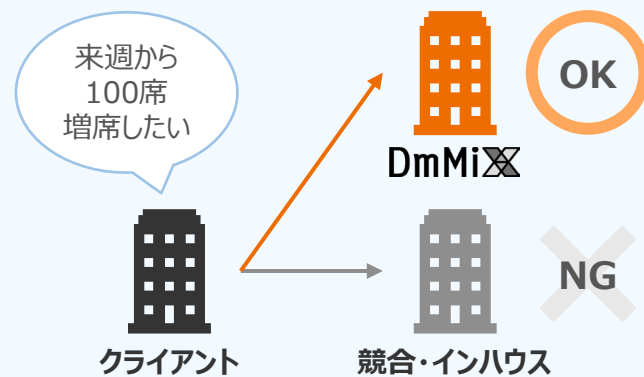 来週から
100席
増席したい
OK
DmMiX
NG
クライアント
競合・インハウス